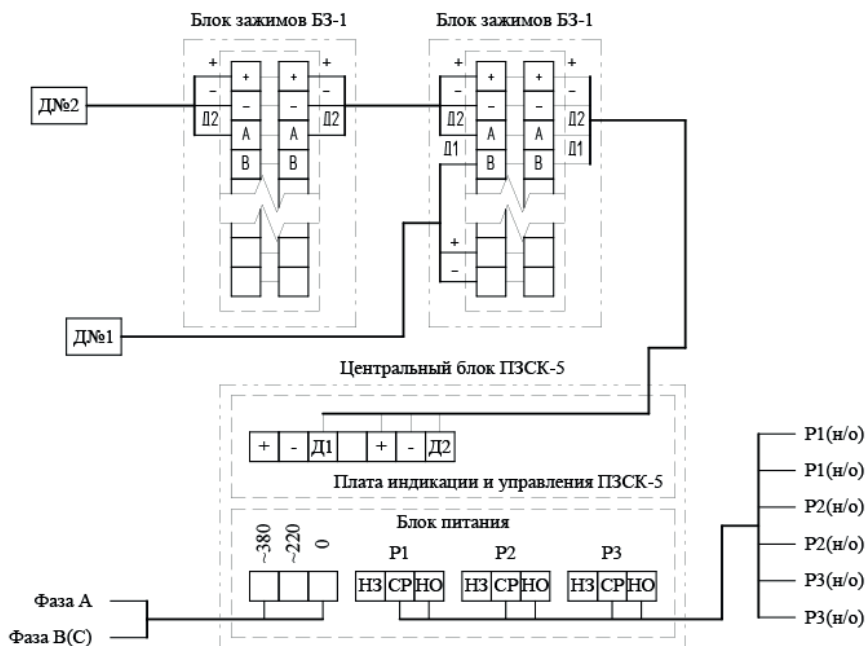 Блок зажимов БЗ-1
Блок зажимов БЗ-1
+ + + +
- - - -
Д2 А А Д2
В В
+ + + +
- - - -
Д2 А А Д2
Д1 В В Д1
+
-
Д№2
Д№1
Центральный блок ПЗСК-5
+ - Д1 + - Д2
Плата индикации и управления ПЗСК-5
Блок питания
~380 ~220 0
Р1 Р2 Р3
НЗ СР НО НЗ СР НО НЗ СР НО
Фаза А
Фаза В(С)
Р1(н/о)
Р1(н/о)
Р2(н/о)
Р2(н/о)
Р3(н/о)
Р3(н/о)